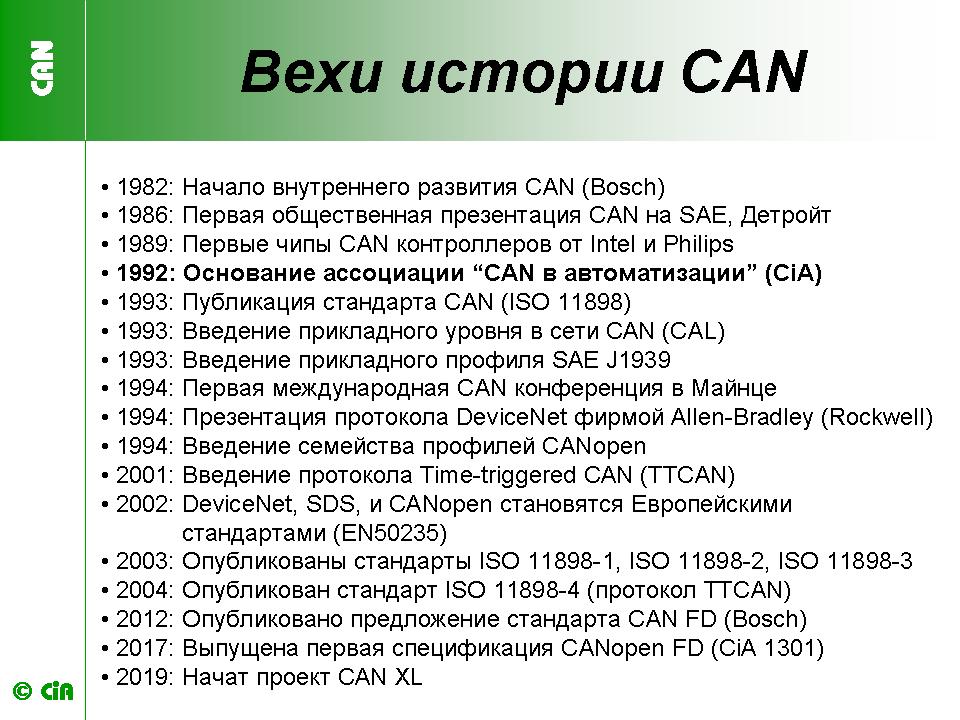 CAN
Вехи истории CAN
• 1982: Начало внутреннего развития CAN (Bosch)
• 1986: Первая общественная презентация CAN на SAE, Детройт
• 1989: Первые чипы CAN контроллеров от Intel и Philips
• 1992: Основание ассоциации “CAN в автоматизации” (CiA)
• 1993: Публикация стандарта CAN (ISO 11898)
• 1993: Введение прикладного уровня в сети CAN (CAL)
• 1993: Введение прикладного профиля SAE J1939
• 1994: Первая международная CAN конференция в Майнце
• 1994: Презентация протокола DeviceNet фирмой Allen-Bradley (Rockwell)
• 1994: Введение семейства профилей CANopen
• 2001: Введение протокола Time-triggered CAN (TTCAN)
• 2002: DeviceNet, SDS, и CANopen становятся Европейскими
стандартами (EN50235)
• 2003: Опубликованы стандарты ISO 11898-1, ISO 11898-2, ISO 11898-3
• 2004: Опубликован стандарт ISO 11898-4 (протокол TTCAN)
• 2012: Опубликовано предложение стандарта CAN FD (Bosch)
• 2017: Выпущена первая спецификация CANopen FD (CiA 1301)
• 2019: Начат проект CAN XL
© CiA